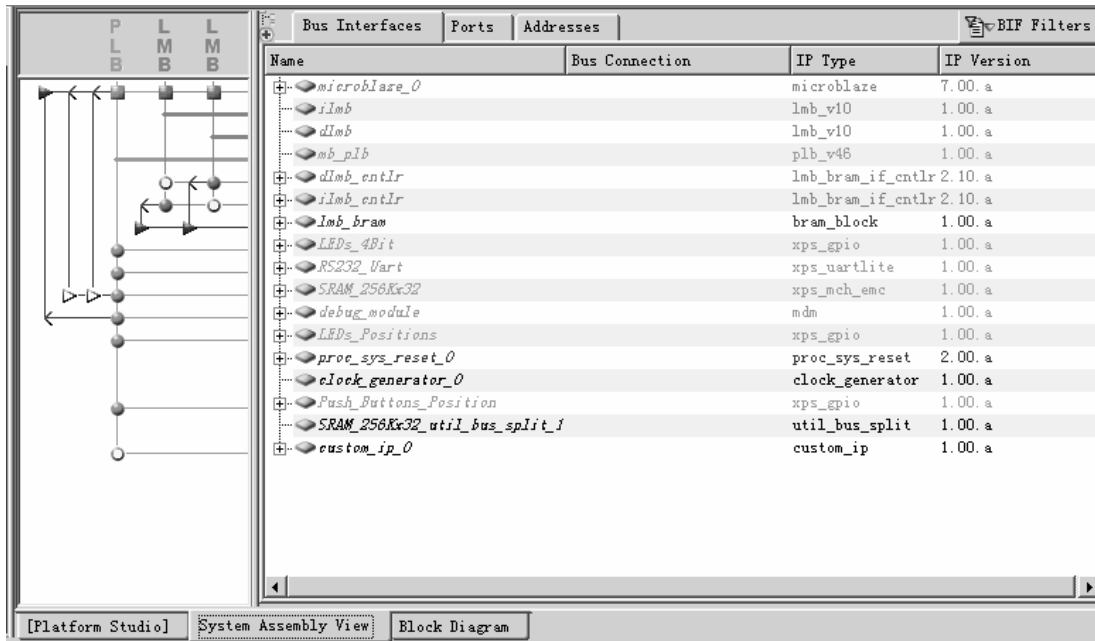 P L B
L M B
L M B
Bus Interfaces Ports Addresses BIF Filters
Name Bus Connection IP Type IP Version
microblaze_0 microblaze 7.00.a
ilmb lmb_v10 1.00.a
dlmb lmb_v10 1.00.a
mb_plb plb_v46 1.00.a
dlmb_cntlr lmb_bram_if_cntlr 2.10.a
ilmb_cntlr lmb_bram_if_cntlr 2.10.a
lmb_bram bram_block 1.00.a
LEDs_4Bit xps_gpio 1.00.a
RS232_Uart xps_uartlite 1.00.a
SRAM_256Kx32 xps_mch_emc 1.00.a
debug_module mdm 1.00.a
LEDs_Positions xps_gpio 1.00.a
proc_sys_reset_0 proc_sys_reset 2.00.a
clock_generator_0 clock_generator 1.00.a
Push_Buttons_Position xps_gpio 1.00.a
SRAM_256Kx32_util_bus_split_1 util_bus_split 1.00.a
custom_ip_0 custom_ip 1.00.a
[Platform Studio] System Assembly View Block Diagram